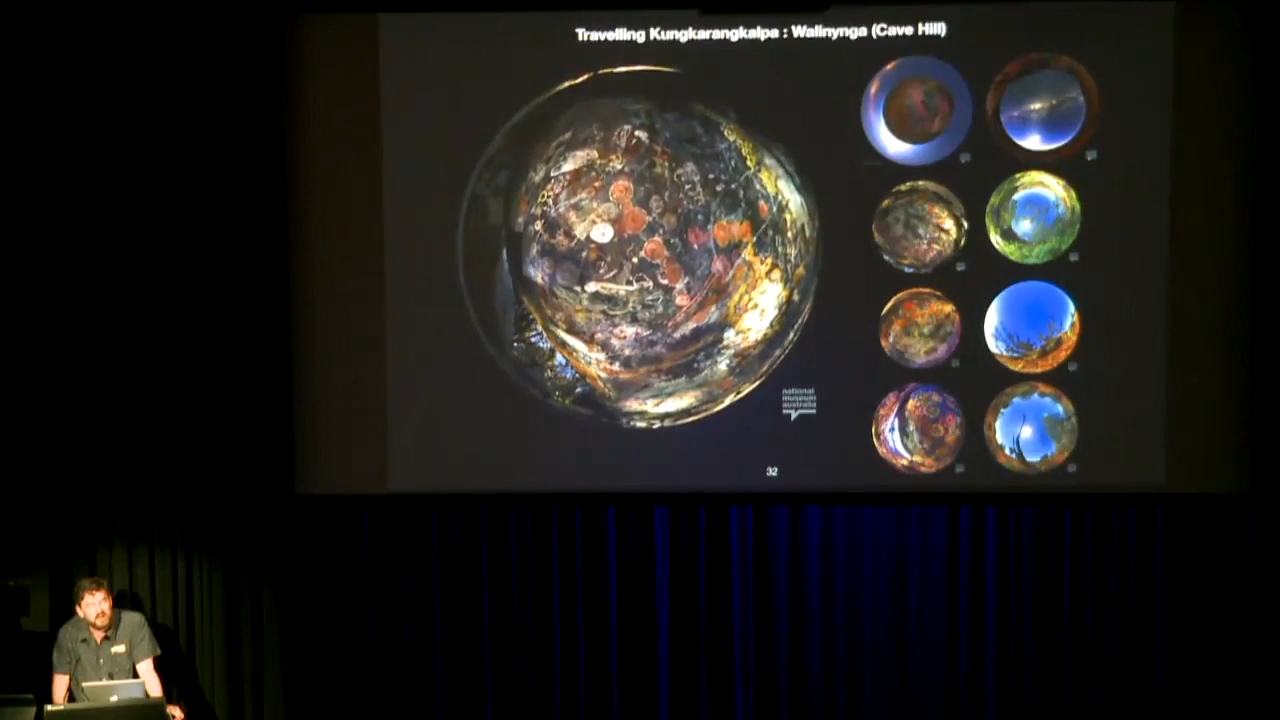 Travelling Kungkarangkalpa : Walinynga (Cave Hill)
national
museum
australia
32